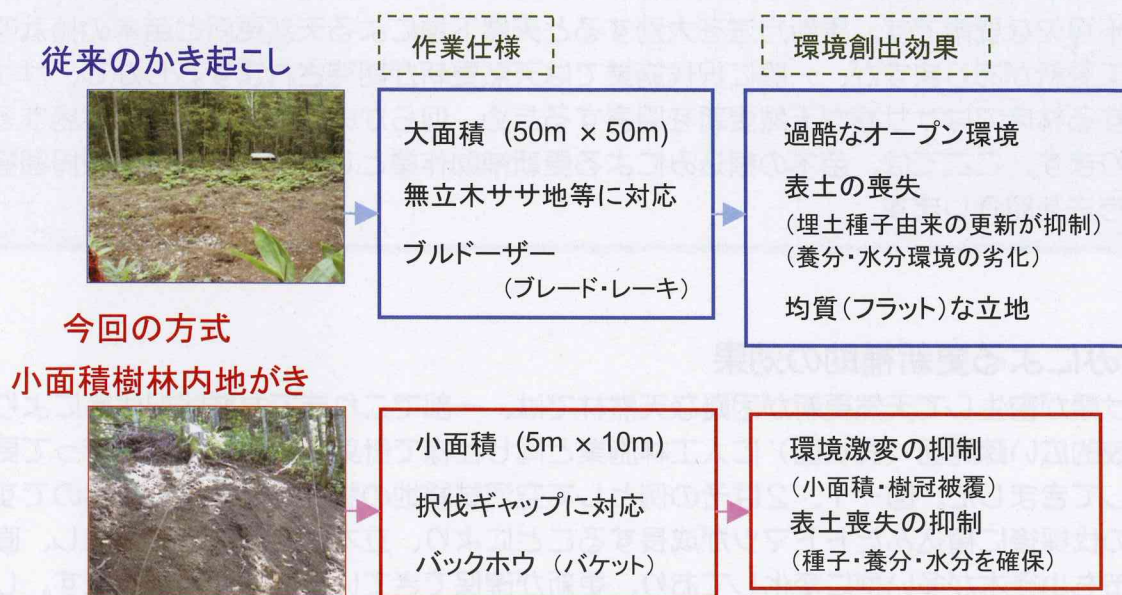 従来のかき起こし
作業仕様
環境創出効果
大面積 (50m × 50m)
無立木ササ地等に対応
ブルドーザー
(ブレード・レーキ)
過酷なオープン環境
表土の喪失
(埋土種子由来の更新が抑制)
(養分・水分環境の劣化)
均質(フラット)な立地
今回の方式
小面積樹林内地がき
小面積 (5m × 10m)
択伐ギャップに対応
バックホウ (バケット)
環境激変の抑制
(小面積・樹冠被覆)
表土喪失の抑制
(種子・養分・水分を確保)